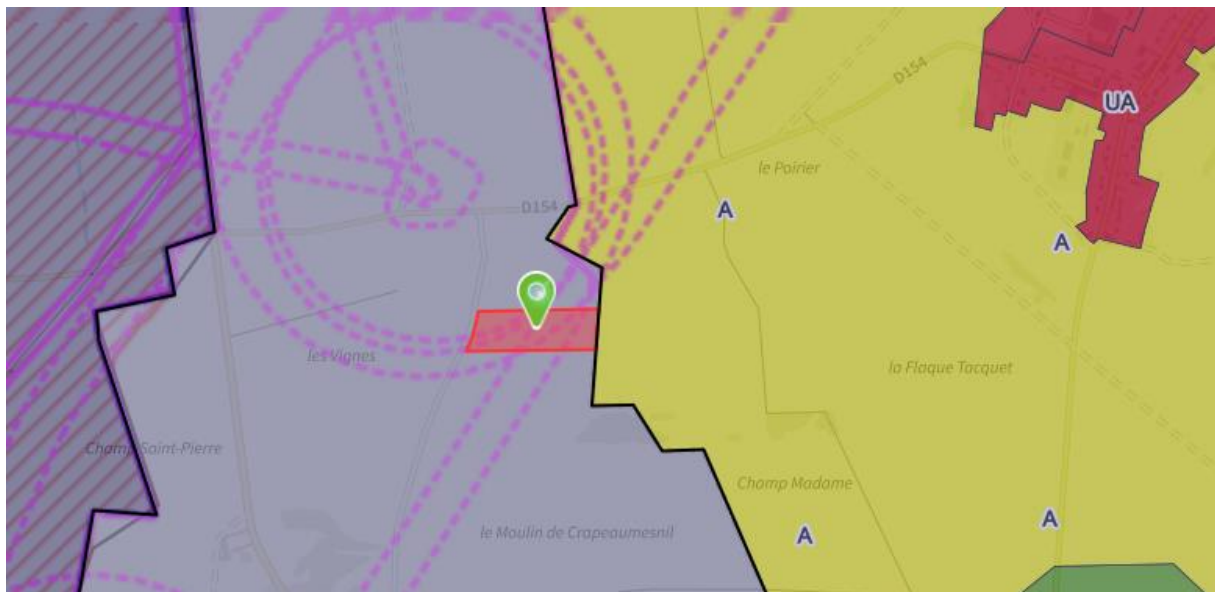 D154
UA
le Poirier
D154
A
A
les Vignes
la Flaque Tacquet
Champ Saint-Pierre
Champ Madame
le Moulin de Crapeaumesnil
A
A